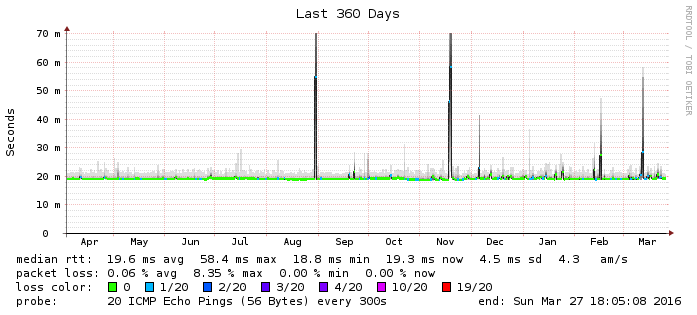 Last 360 Days
RRDTOOL / TOBI OETIKER
Seconds
70 m
60 m
50 m
40 m
30 m
20 m
10 m
0
Apr May Jun Jul Aug Sep Oct Nov Dec Jan Feb Mar
median rtt: 19.6 ms avg 58.4 ms max 18.8 ms min 19.3 ms now 4.5 ms sd 4.3 am/s
packet loss: 0.06 % avg 8.35 % max 0.00 % min 0.00 % now
loss color: 0 1/20 2/20 3/20 4/20 10/20 19/20
probe: 20 ICMP Echo Pings (56 Bytes) every 300s end: Sun Mar 27 18:05:08 2016